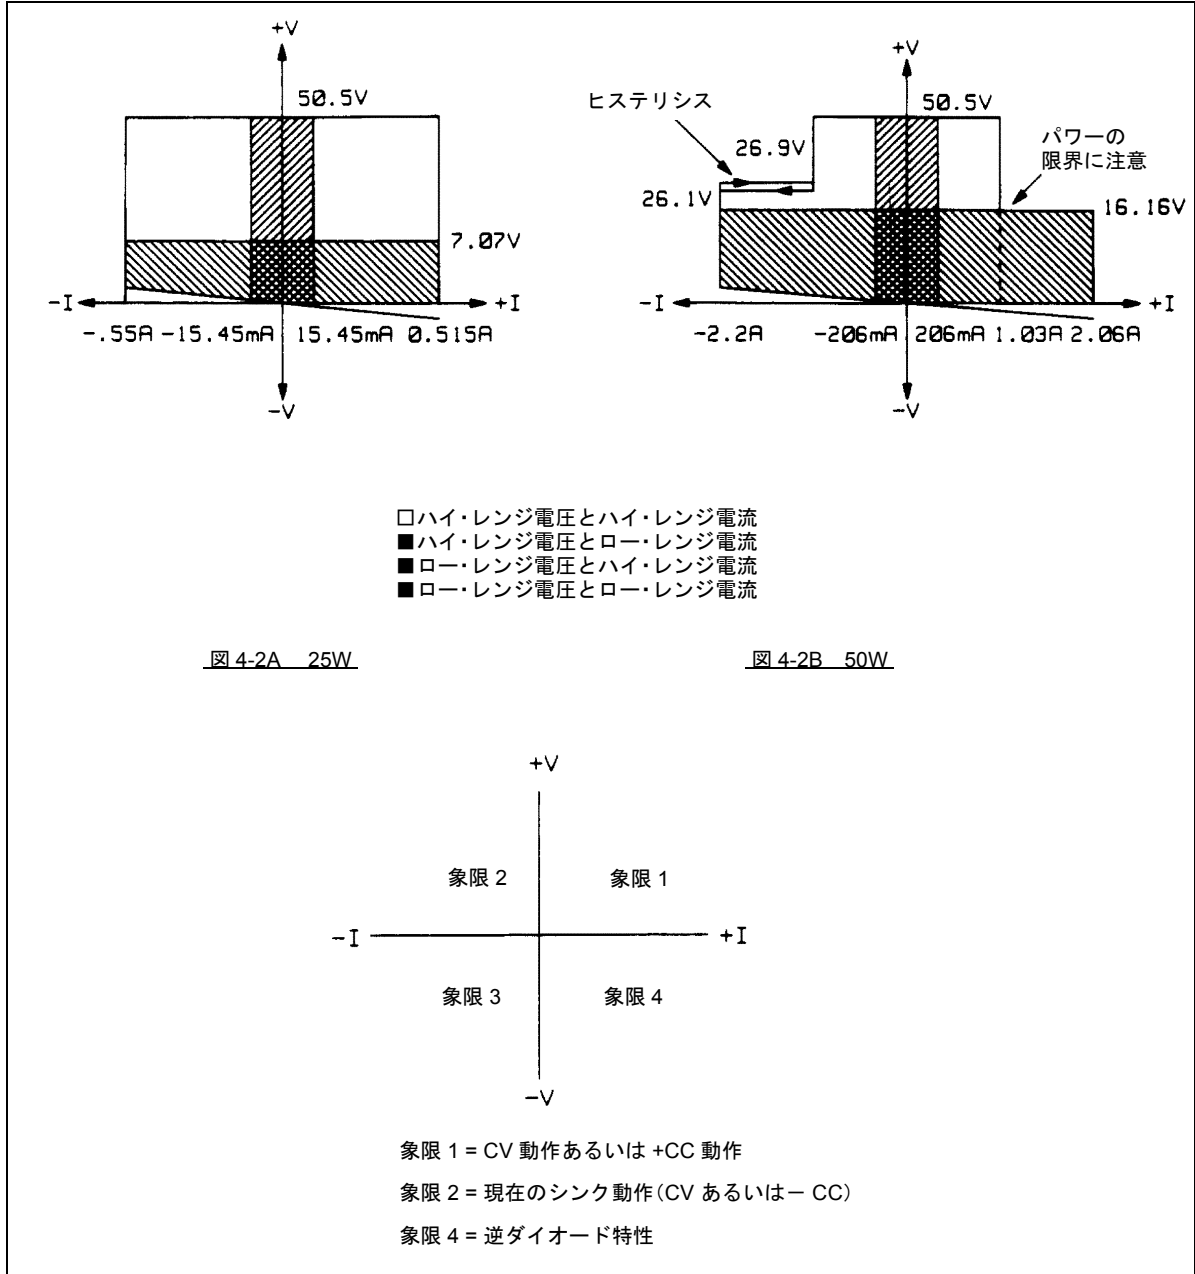 +V
50.5V
7.07V
-I
+I
-.55A -15.45mA 15.45mA 0.515A
-V
+V
ヒステリシス
50.5V
26.9V
パワーの
限界に注意
26.1V
16.16V
-I
+I
-2.2A -206mA 206mA 1.03A 2.06A
-V
□ハイ・レンジ電圧とハイ・レンジ電流
■ハイ・レンジ電圧とロー・レンジ電流
■ロー・レンジ電圧とハイ・レンジ電流
■ロー・レンジ電圧とロー・レンジ電流
図 4-2A 25W
図 4-2B 50W
+V
象限 2
象限 1
-I
+I
象限 3
象限 4
-V
象限 1 = CV 動作あるいは +CC 動作
象限 2 = 現在のシンク動作(CV あるいは− CC)
象限 4 = 逆ダイオード特性